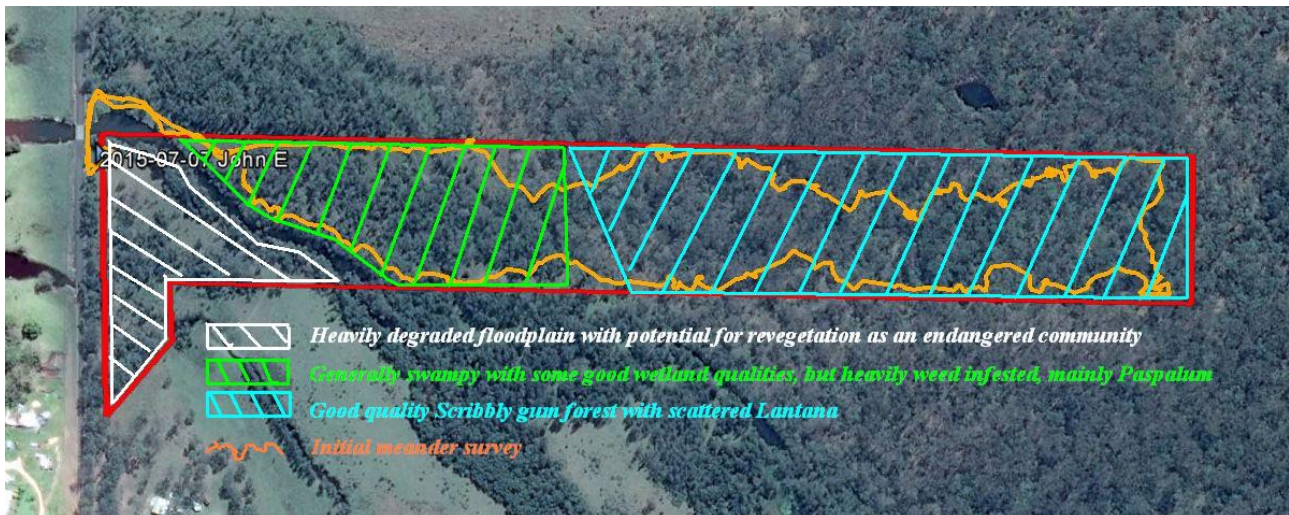 2015-07-07 John E
Heavily degraded floodplain with potential for revegetation as an endangered community
Generally swampy with some good wetland qualities, but heavily weed infested, mainly Paspalum
Good quality Scribbly gum forest with scattered Lantana
Initial meander survey